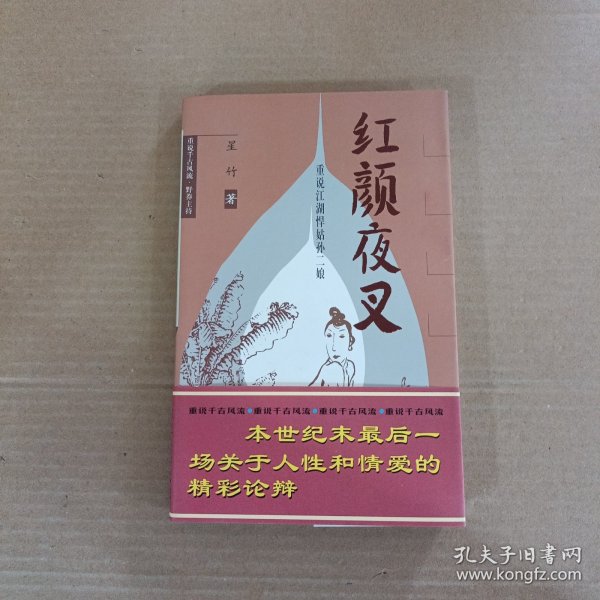 红颜夜叉
重说江湖悍姑孙二娘
星竹 著
重说千古风流·野莽主持
重说千古风流●重说千古风流●重说千古风流●重说千古风流
本世纪末最后一
场关于人性和情爱的
精彩论辩
孔夫子旧书网
www.kongfz.com